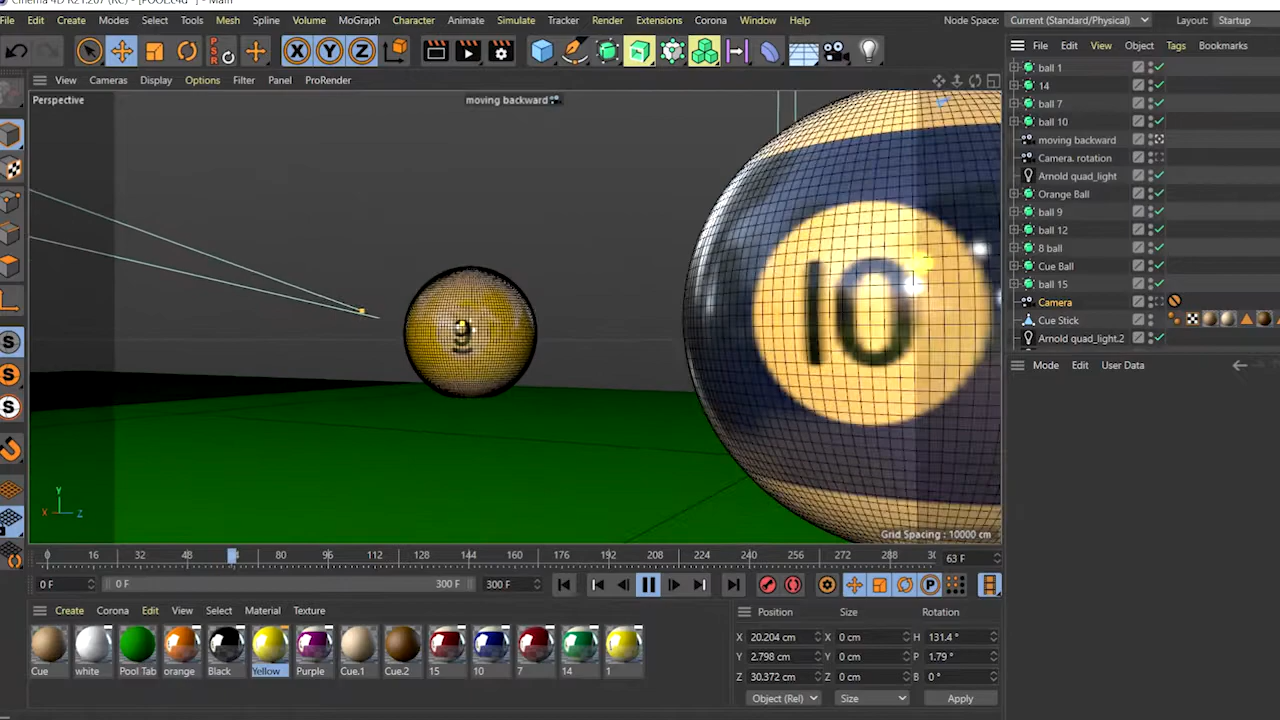 File Edit Create Modes Select Tools Mesh Spline Volume MoGraph Character Animate Simulate Tracker Render Extensions Corona Window Help Node Space: Current (Standard/Physical) Layout: Startup
PSR X Y Z File Edit View Object Tags Bookmarks
View Cameras Display Options Filter Panel ProRender
Perspective moving backward
ball 1
14
ball 7
ball 10
moving backward
Camera. rotation
Arnold quad_light
Orange Ball
ball 9
ball 12
8 ball
Cue Ball
ball 15
Camera
Cue Stick
Arnold quad_light.2
Mode Edit User Data
10
9
S
S
S
Y
X Z
Grid Spacing : 10000 cm
0 16 32 48 80 96 112 128 144 160 176 192 208 224 240 256 272 288 63 F
0 F 0 F 300 F 300 F P
Create Corona Edit View Select Material Texture
Cue white Pool Tab orange Black Yellow Purple Cue.1 Cue.2 15 10 7 14 1
Position Size Rotation
X 20.204 cm X 0 cm H 131.4 °
Y 2.798 cm Y 0 cm P 1.79 °
Z 30.372 cm Z 0 cm B 0 °
Object (Rel) Size Apply